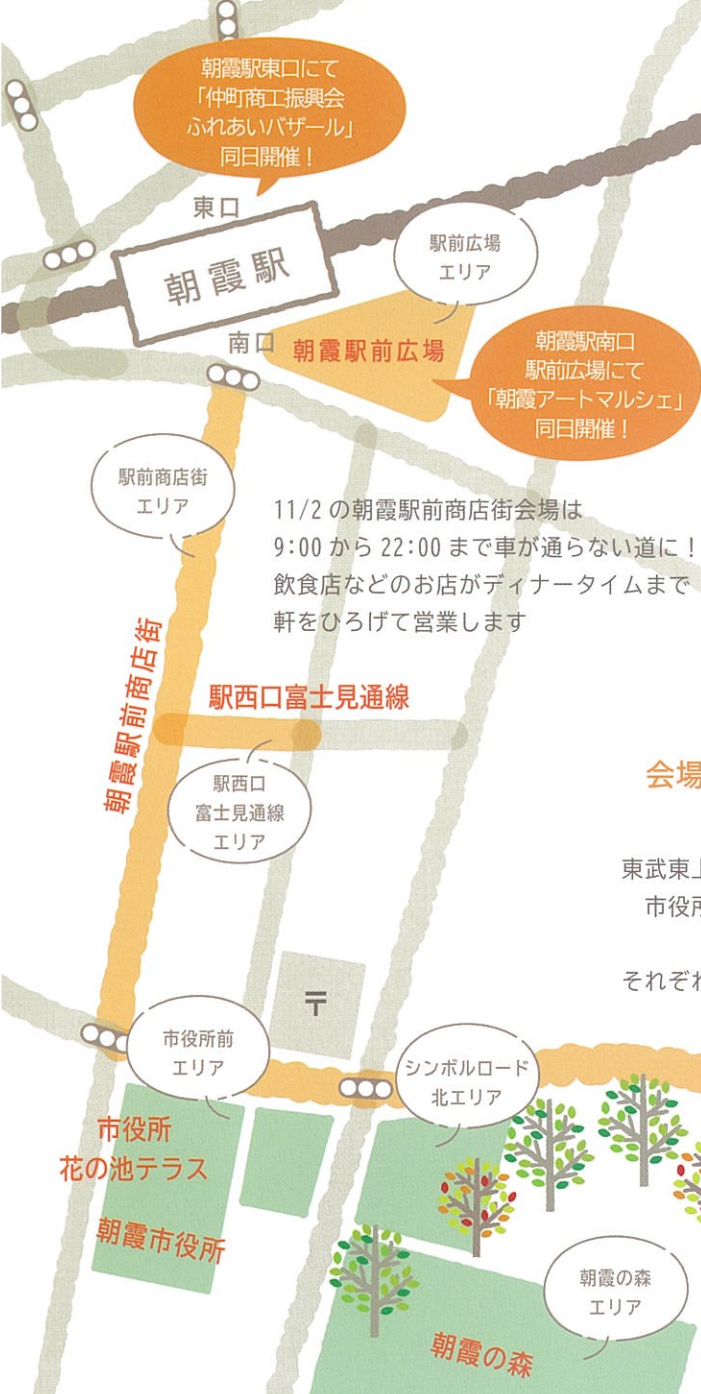 朝霞駅東口にて
「仲町商工振興会
ふれあいバザール」
同日開催！
東口
朝霞駅
駅前広場
エリア
南口
朝霞駅前広場
朝霞駅南口
駅前広場にて
「朝霞アートマルシェ」
同日開催！
駅前商店街
エリア
11/2 の朝霞駅前商店街会場は
9:00 から 22:00 まで車が通らない道に！
飲食店などのお店がディナータイムまで
軒をひろげて営業します
朝霞駅前商店街
駅西口富士見通線
駅西口
富士見通線
エリア
会場
東武東上
市役所
それぞれ
〒
市役所前
エリア
シンボルロード
北エリア
市役所
花の池テラス
朝霞市役所
朝霞の森
エリア
朝霞の森